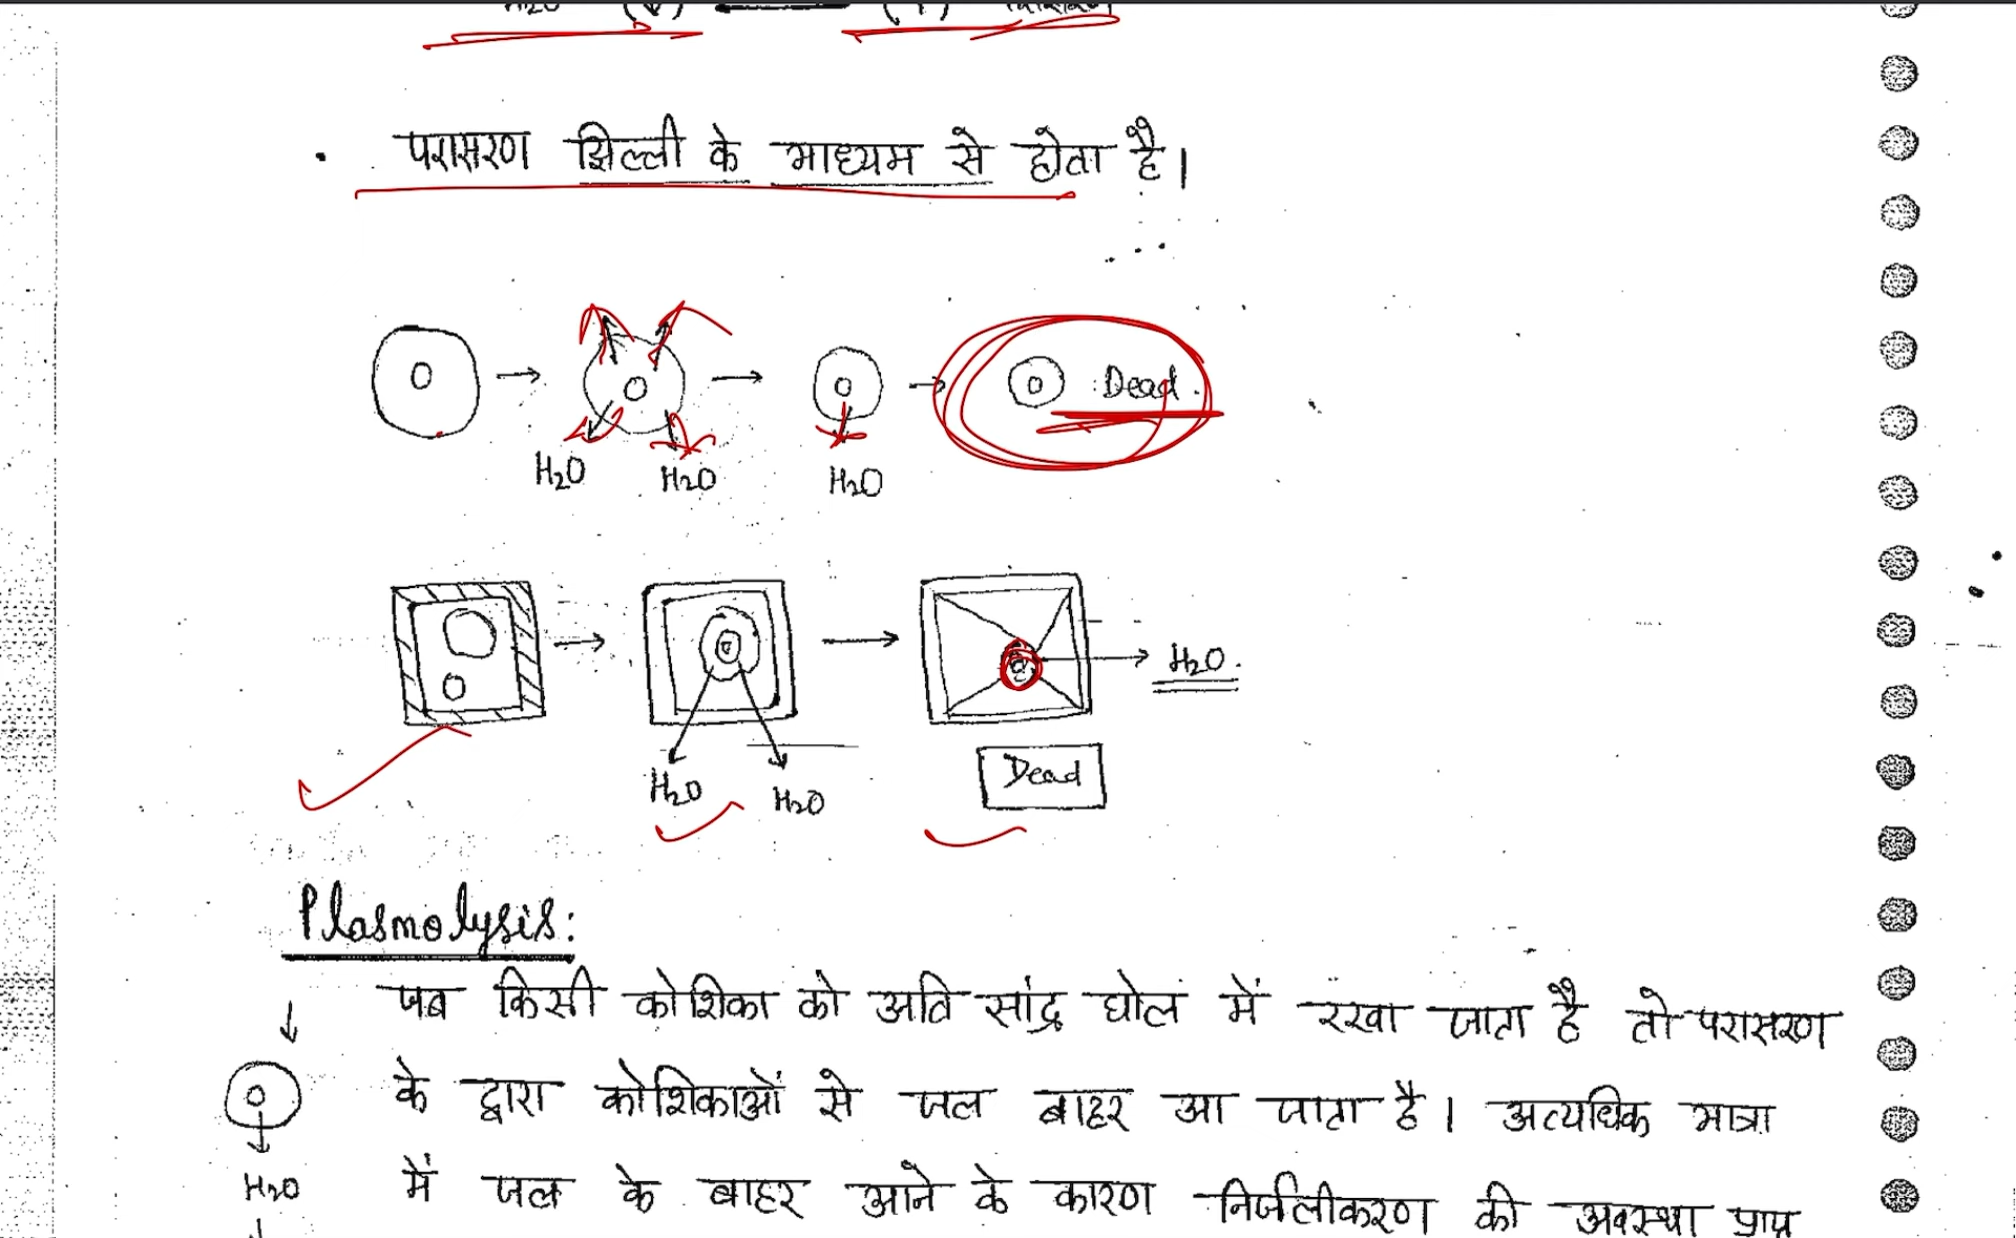 H₂O
परासरण झिल्ली के माध्यम से होता है।
Dead.
H₂O H₂O H₂O
H₂O.
Dead
H₂O H₂O
Plasmolysis:
जब किसी कोशिका को अति सांद्र घोल में रखा जाता है तो परासरण
के द्वारा कोशिकाओं से जल बाहर आ जाता है। अत्यधिक मात्रा
H₂O में जल के बाहर आने के कारण निर्जलीकरण की अवस्था प्राप्त